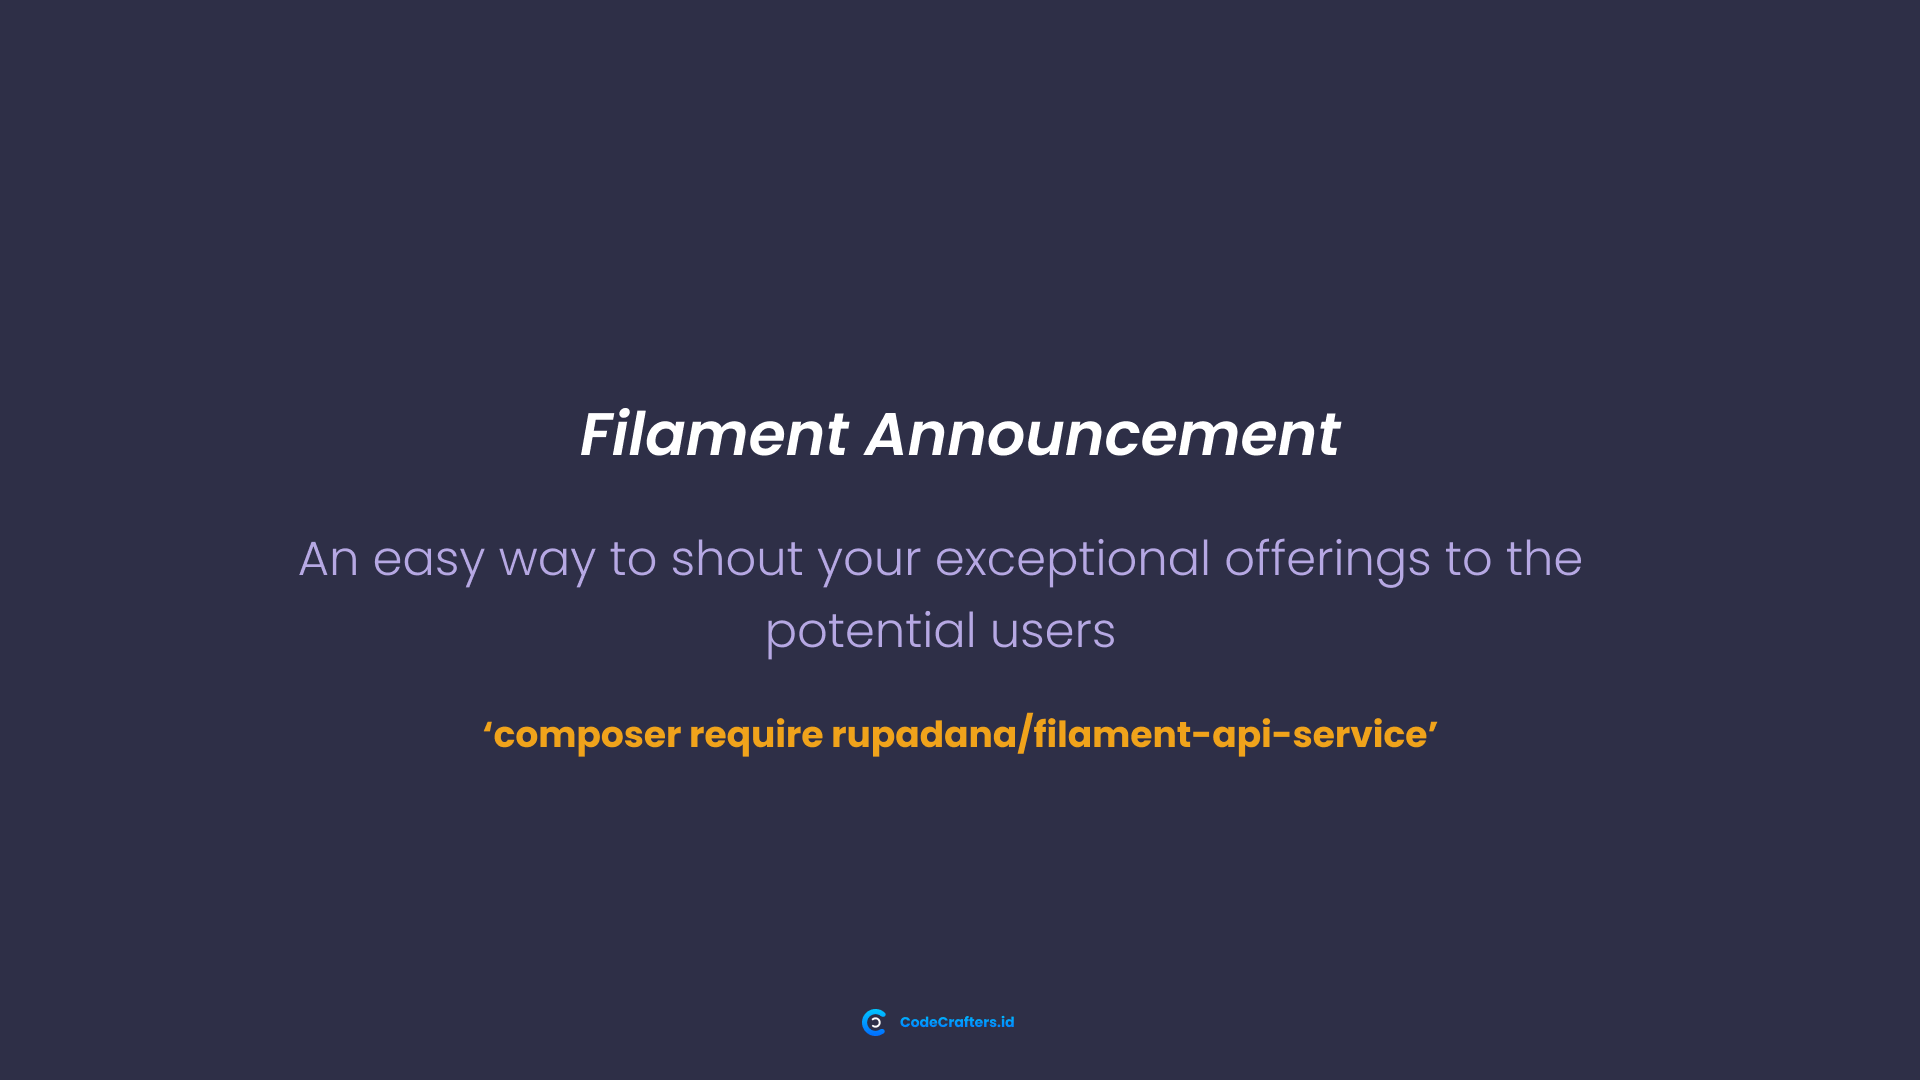 Filament Announcement
An easy way to shout your exceptional offerings to the
potential users
‘composer require rupadana/filament-api-service’
CodeCrafters.id